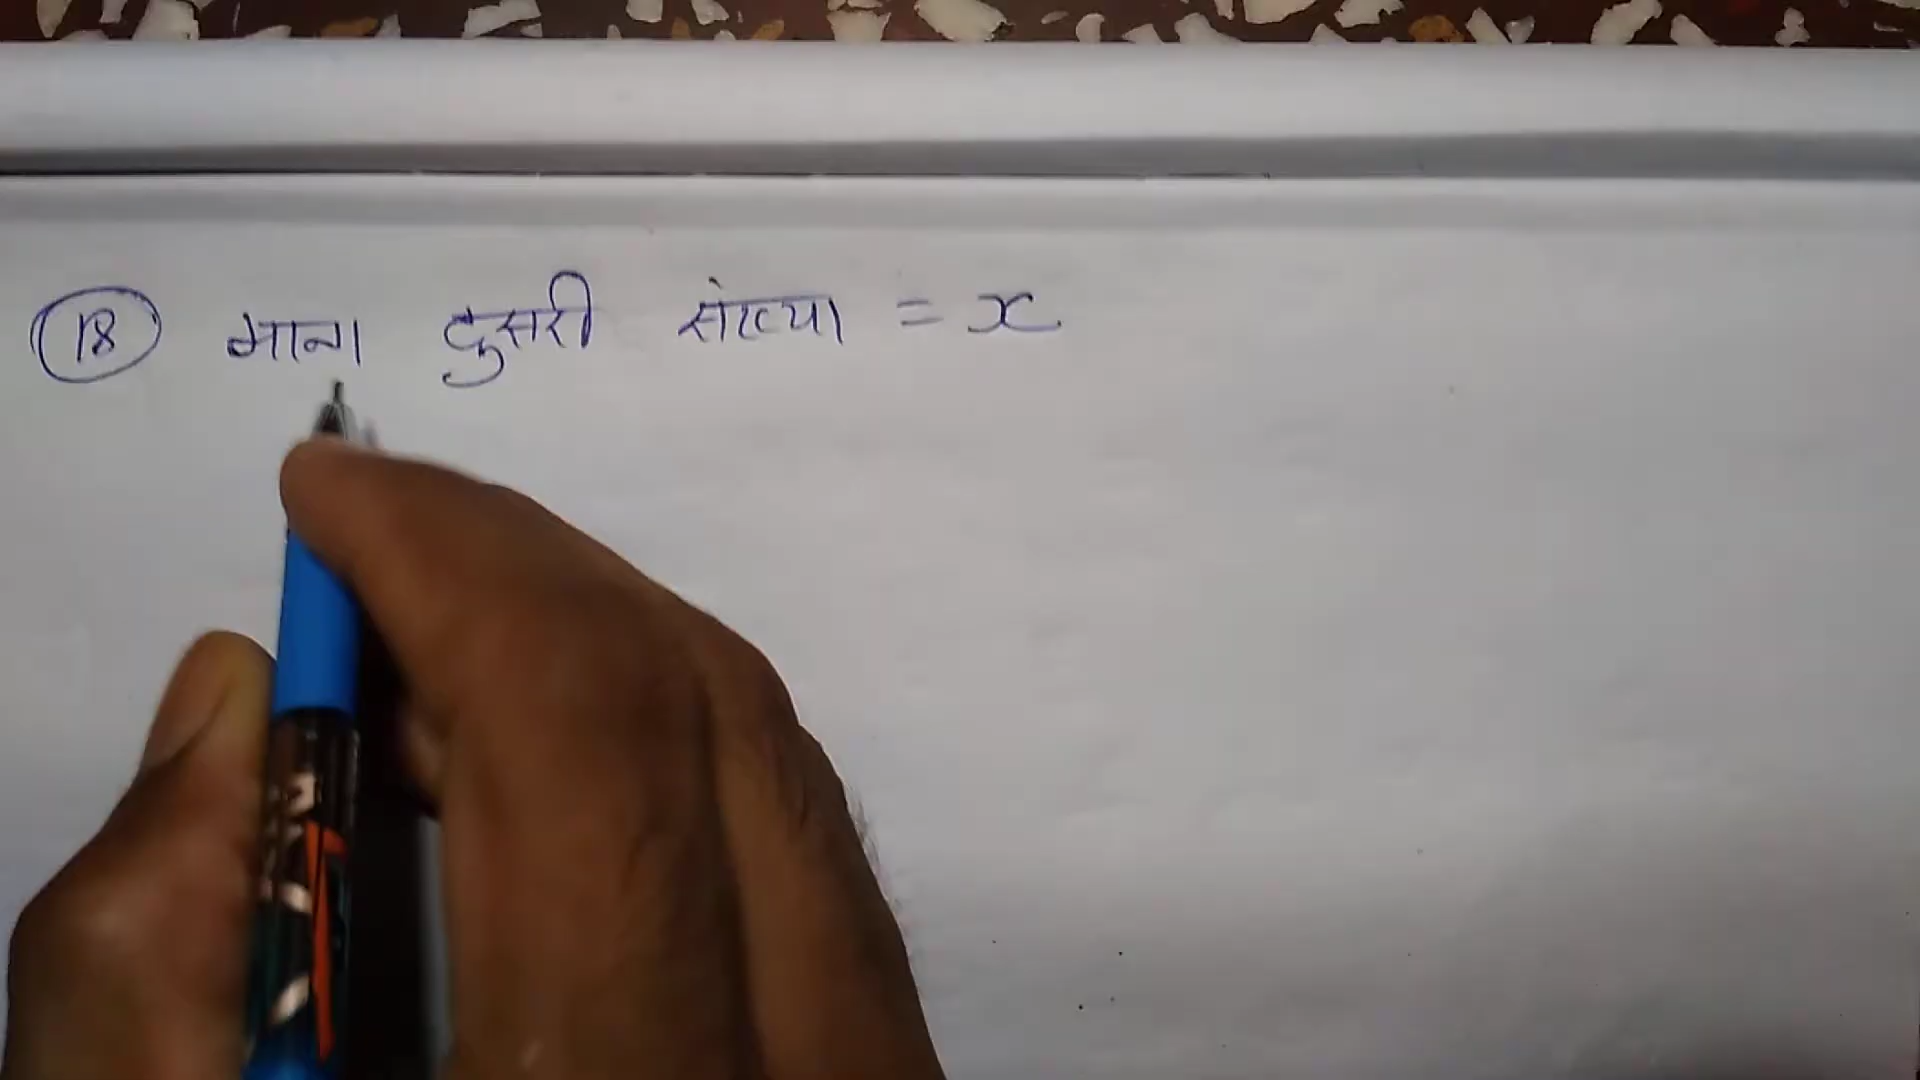 18 माना दुसरी संख्या = x